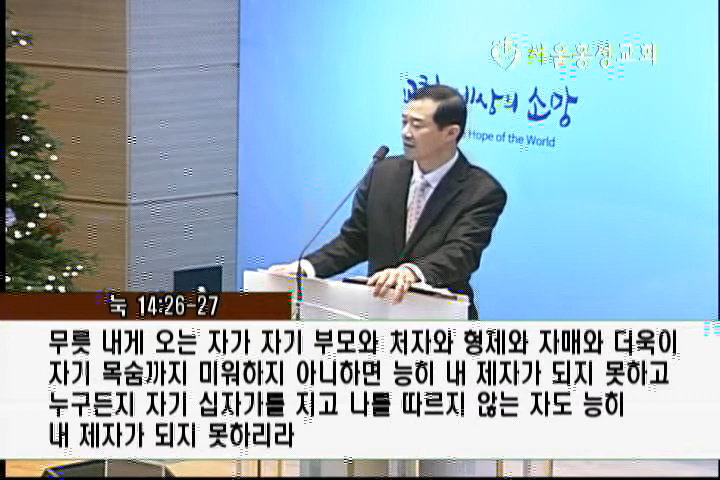 교회
교회, 세상의 소망
Hope of the World
눅 14:26-27
무릇 내게 오는 자가 자기 부모와 처자와 형제와 자매와 더욱이
자기 목숨까지 미워하지 아니하면 능히 내 제자가 되지 못하고
누구든지 자기 십자가를 지고 나를 따르지 않는 자도 능히
내 제자가 되지 못하리라